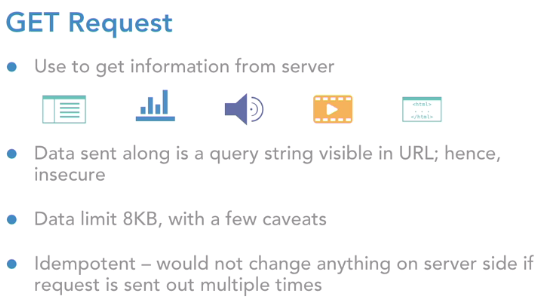 GET Request
Use to get information from server
<html>
. . .
</html>
Data sent along is a query string visible in URL; hence,
insecure
Data limit 8KB, with a few caveats
Idempotent – would not change anything on server side if
request is sent out multiple times